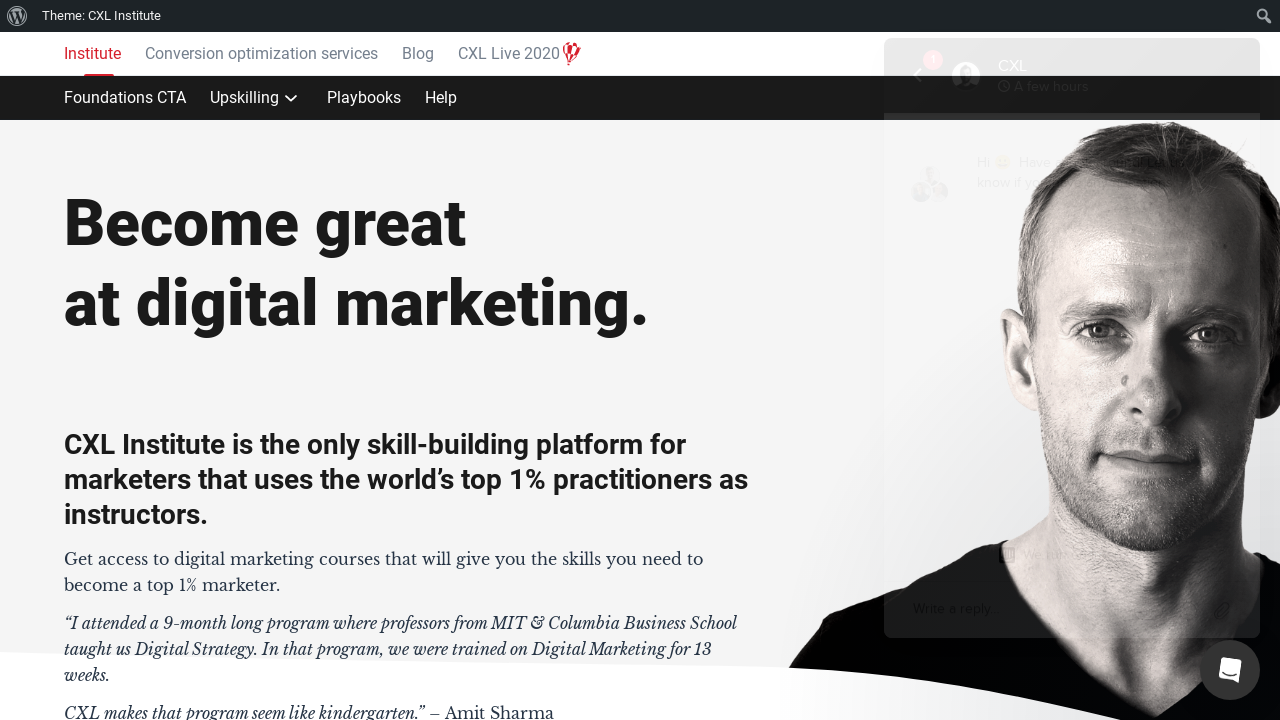 Theme: CXL Institute
Institute
Conversion optimization services
Blog
CXL Live 2020
Foundations CTA
Upskilling
Playbooks
Help
1
CXL
A few hours
Hi
Have
know if you
Become great
at digital marketing.
CXL Institute is the only skill-building platform for
marketers that uses the world’s top 1% practitioners as
instructors.
Get access to digital marketing courses that will give you the skills you need to
become a top 1% marketer.
“I attended a 9-month long program where professors from MIT & Columbia Business School
taught us Digital Strategy. In that program, we were trained on Digital Marketing for 13
weeks.
CXL makes that program seem like kindergarten.” – Amit Sharma
Write a reply…